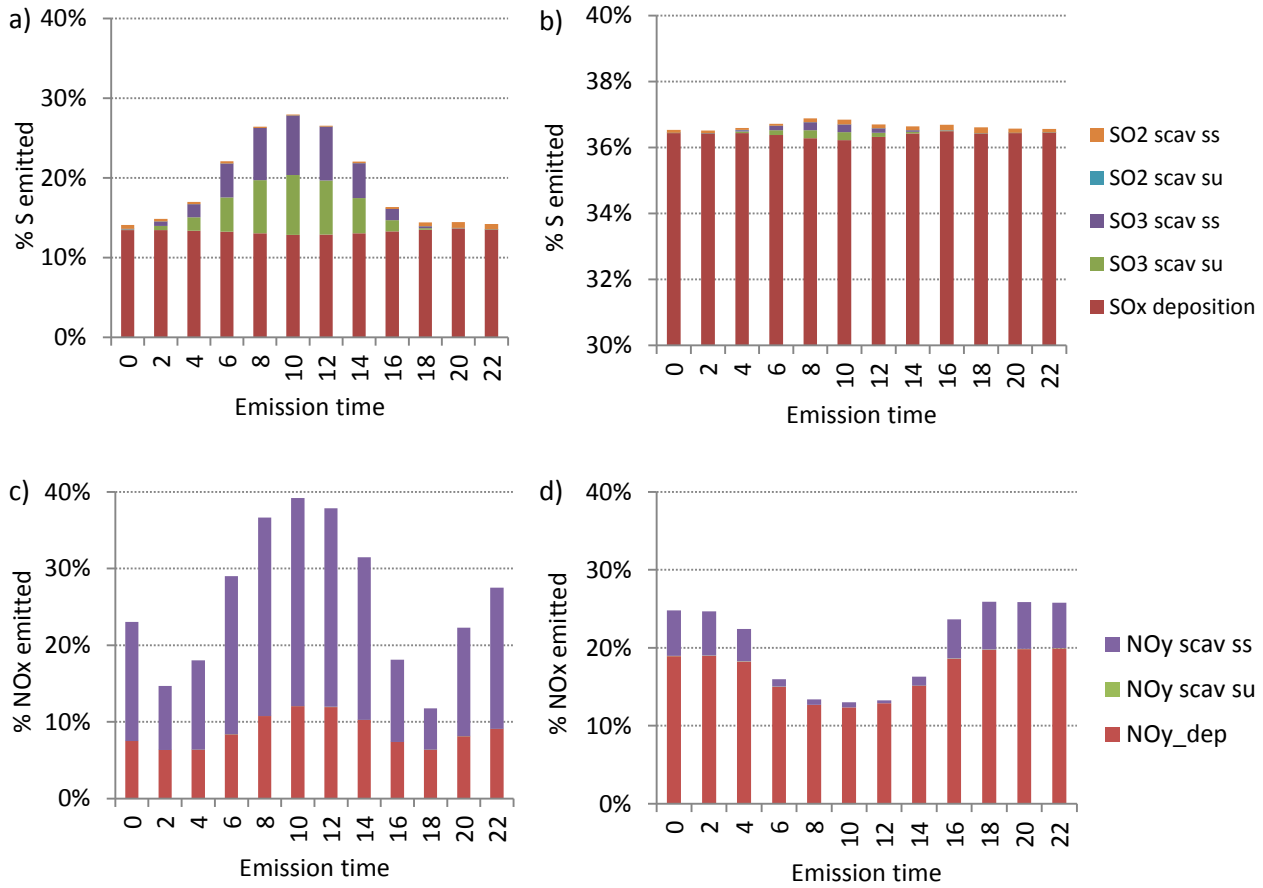 a)
% S emitted
40%
30%
20%
10%
0%
0 2 4 6 8 10 12 14 16 18 20 22
Emission time
b)
% S emitted
40%
38%
36%
34%
32%
30%
0 2 4 6 8 10 12 14 16 18 20 22
Emission time
SO2 scav ss
SO2 scav su
SO3 scav ss
SO3 scav su
SOx deposition
c)
% NOx emitted
40%
30%
20%
10%
0%
0 2 4 6 8 10 12 14 16 18 20 22
Emission time
d)
% NOx emitted
40%
30%
20%
10%
0%
0 2 4 6 8 10 12 14 16 18 20 22
Emission time
NOy scav ss
NOy scav su
NOy_dep